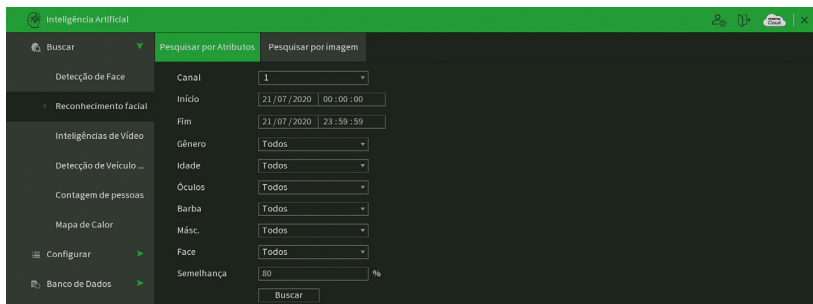 Inteligência Artificial
Cloud
Buscar
Detecção de Face
Reconhecimento facial
Inteligências de Vídeo
Detecção de Veículo ...
Contagem de pessoas
Mapa de Calor
Configurar
Banco de Dados
Pesquisar por Atributos Pesquisar por imagem
Canal 1
Início 21/07/2020 00:00:00
Fim 21/07/2020 23:59:59
Gênero Todos
Idade Todos
Óculos Todos
Barba Todos
Másc. Todos
Face Todos
Semelhança 80 %
Buscar